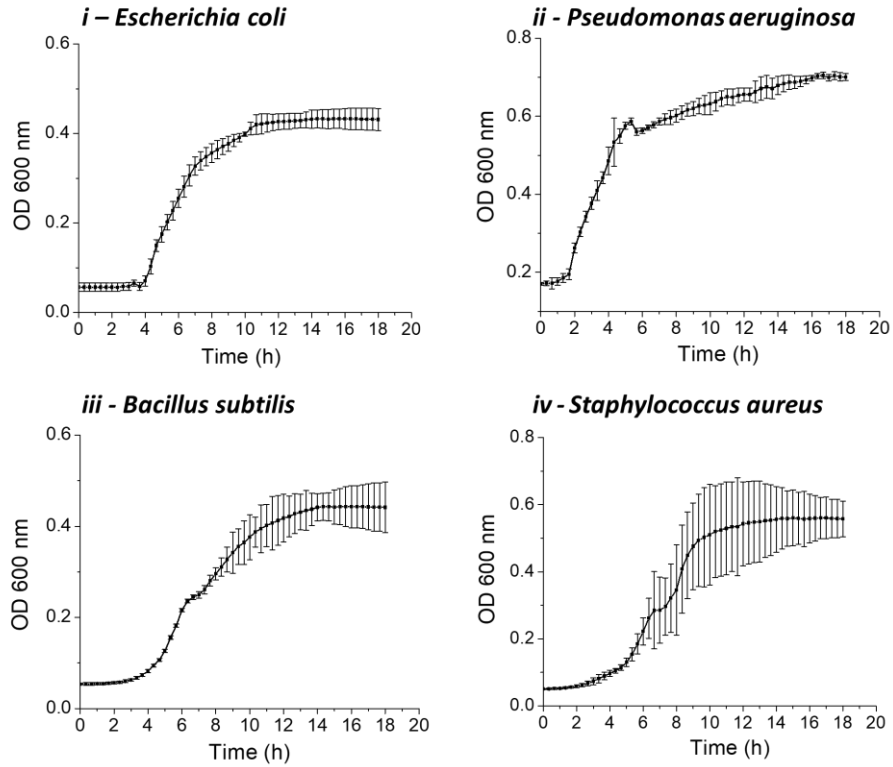 i – Escherichia coli
0.6
0.4
0.2
0.0
OD 600 nm
0 2 4 6 8 10 12 14 16 18 20
Time (h)
ii - Pseudomonas aeruginosa
0.8
0.6
0.4
0.2
OD 600 nm
0 2 4 6 8 10 12 14 16 18 20
Time (h)
iii - Bacillus subtilis
0.6
0.4
0.2
0.0
OD 600 nm
0 2 4 6 8 10 12 14 16 18 20
Time (h)
iv - Staphylococcus aureus
0.8
0.6
0.4
0.2
0.0
OD 600 nm
0 2 4 6 8 10 12 14 16 18 20
Time (h)